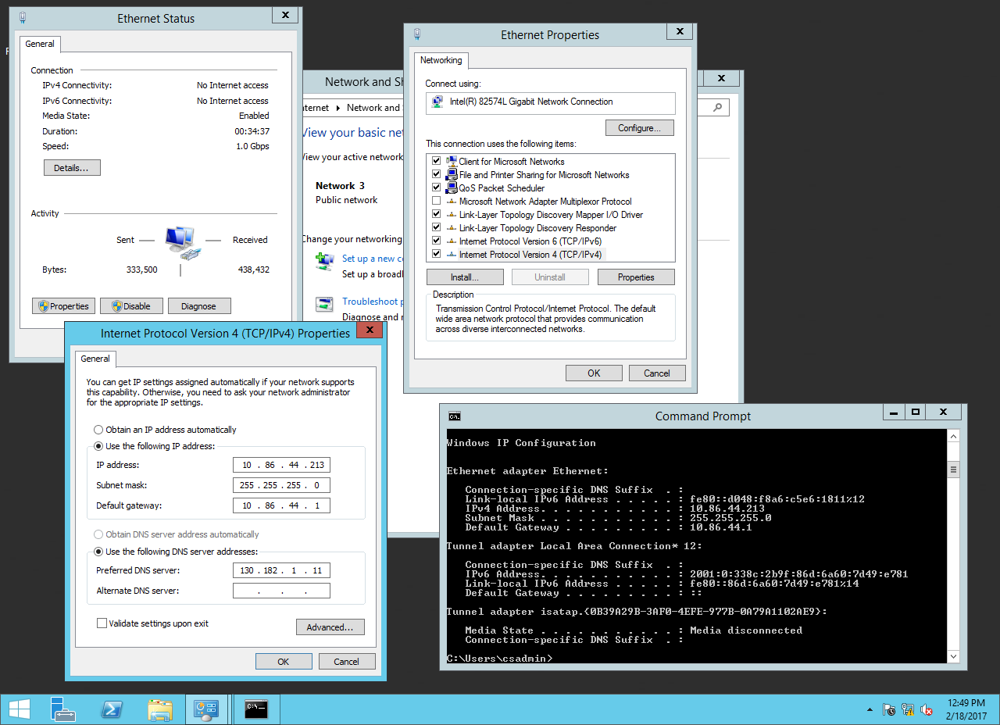 Ethernet Status
General
Connection
IPv4 Connectivity: No Internet access
IPv6 Connectivity: No Internet access
Media State: Enabled
Duration: 00:34:37
Speed: 1.0 Gbps
Details...
Activity
Sent — — Received
Bytes: 333,500 438,432
Properties Disable Diagnose
Network and Sh
Network and
View your basic net
View your active network
Network 3
Public network
Change your networking
Set up a new
Set up a broad
Troubleshoot
Diagnose and
Ethernet Properties
Networking
Connect using:
Intel(R) 82574L Gigabit Network Connection
Configure...
This connection uses the following items:
Client for Microsoft Networks
File and Printer Sharing for Microsoft Networks
QoS Packet Scheduler
Microsoft Network Adapter Multiplexor Protocol
Link-Layer Topology Discovery Mapper I/O Driver
Link-Layer Topology Discovery Responder
Internet Protocol Version 6 (TCP/IPv6)
Internet Protocol Version 4 (TCP/IPv4)
Install... Uninstall Properties
Description
Transmission Control Protocol/Internet Protocol. The default
wide area network protocol that provides communication
across diverse interconnected networks.
OK Cancel
Internet Protocol Version 4 (TCP/IPv4) Properties
General
You can get IP settings assigned automatically if your network supports
this capability. Otherwise, you need to ask your network administrator
for the appropriate IP settings.
Obtain an IP address automatically
Use the following IP address:
IP address: 10 . 86 . 44 . 213
Subnet mask: 255 . 255 . 255 . 0
Default gateway: 10 . 86 . 44 . 1
Obtain DNS server address automatically
Use the following DNS server addresses:
Preferred DNS server: 130 . 182 . 1 . 11
Alternate DNS server: . . .
Validate settings upon exit
Advanced...
OK Cancel
C:\.
Command Prompt
Windows IP Configuration
Ethernet adapter Ethernet:
Connection-specific DNS Suffix . :
Link-local IPv6 Address . . . . . : fe80::d048:f8a6:c5e6:1811%12
IPv4 Address. . . . . . . . . . . : 10.86.44.213
Subnet Mask . . . . . . . . . . . : 255.255.255.0
Default Gateway . . . . . . . . . : 10.86.44.1
Tunnel adapter Local Area Connection* 12:
Connection-specific DNS Suffix . :
IPv6 Address. . . . . . . . . . . : 2001:0:338c:2b9f:86d:6a60:7d49:e781
Link-local IPv6 Address . . . . . : fe80::86d:6a60:7d49:e781%14
Default Gateway . . . . . . . . . : ::
Tunnel adapter isatap.{0B39A29B-3AF0-4EFE-977B-0A79A1102AE9}:
Media State . . . . . . . . . . . : Media disconnected
Connection-specific DNS Suffix . :
C:\Users\csadmin>
12:49 PM
2/18/2017